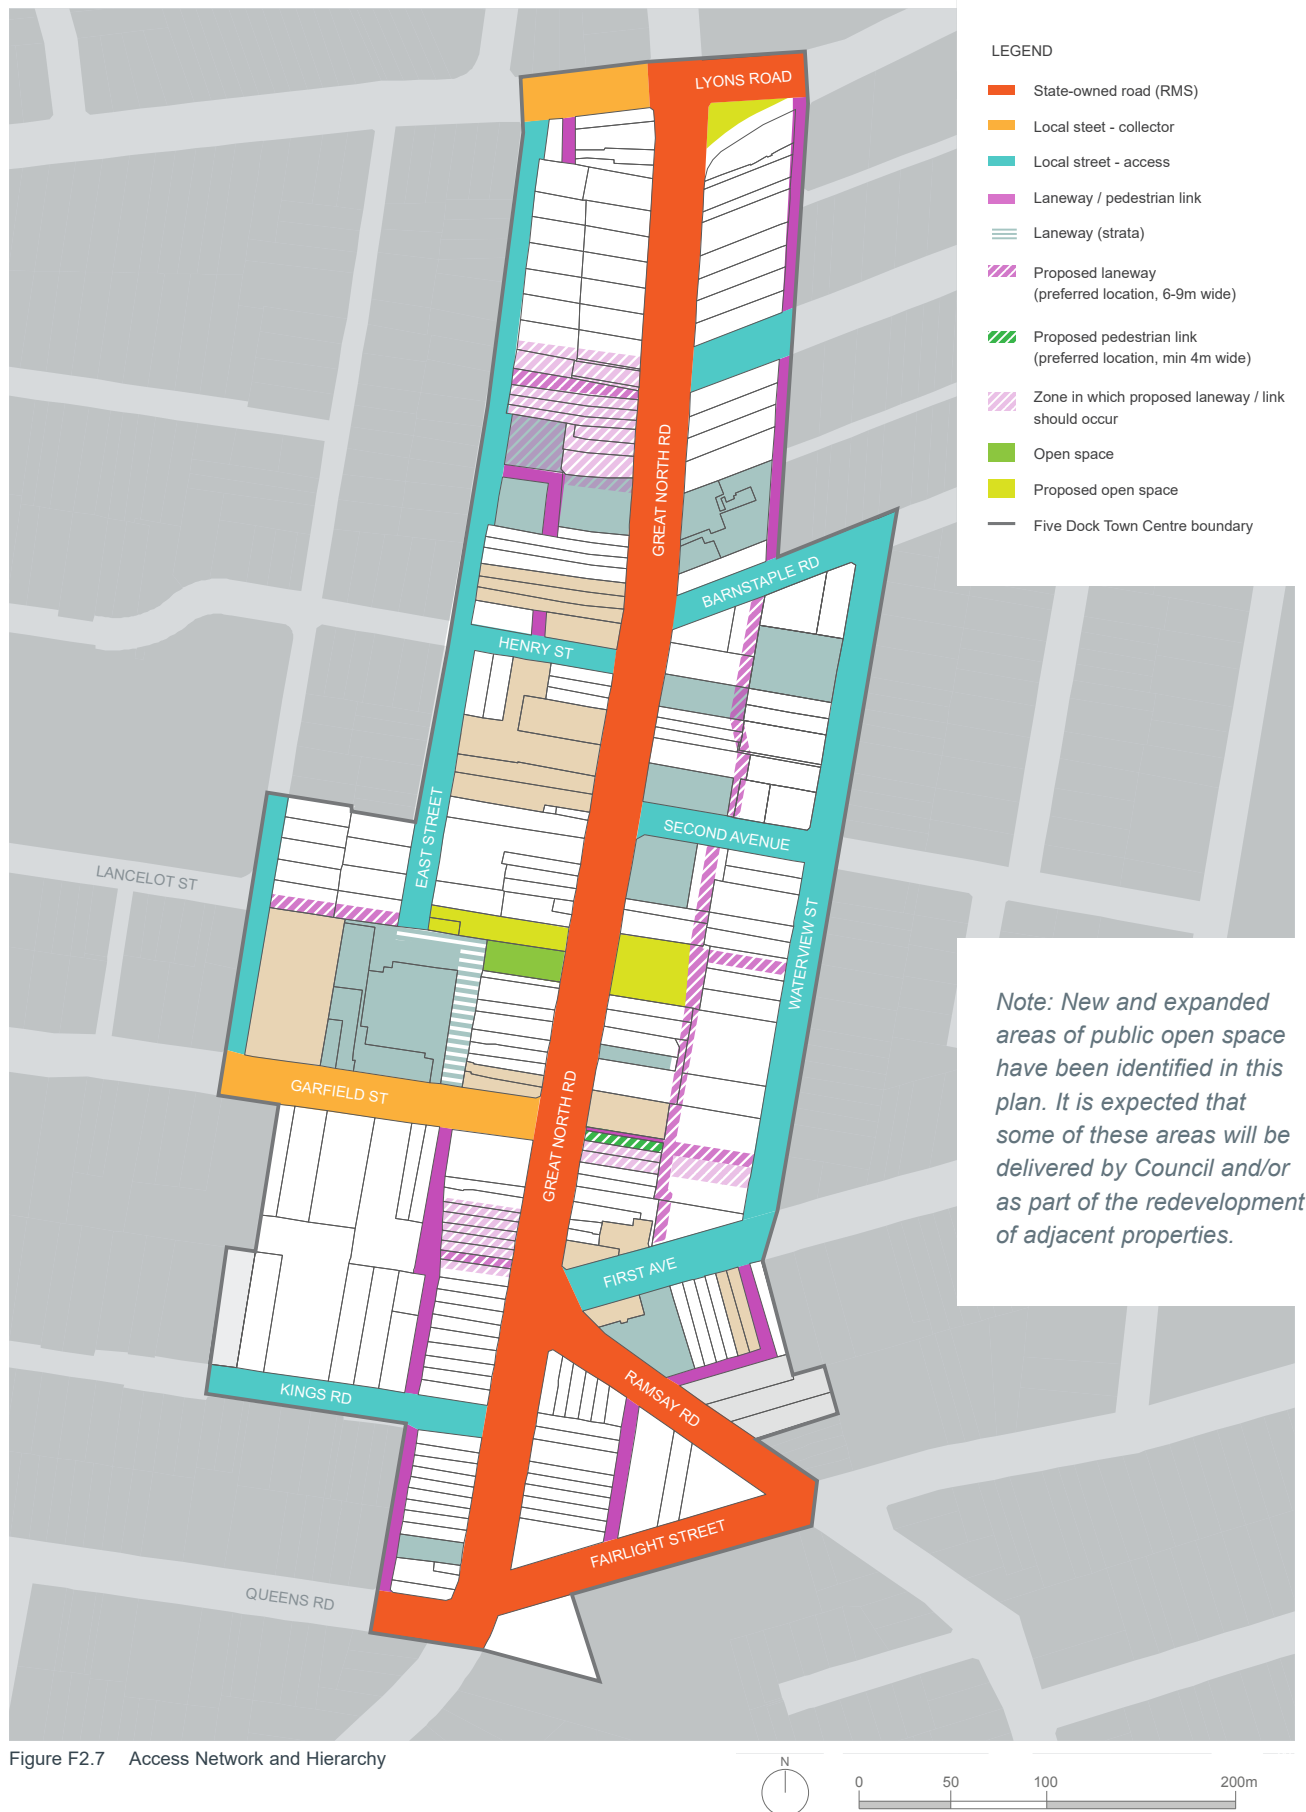 LEGEND
State-owned road (RMS)
Local steet - collector
Local street - access
Laneway / pedestrian link
Laneway (strata)
Proposed laneway
(preferred location, 6-9m wide)
Proposed pedestrian link
(preferred location, min 4m wide)
Zone in which proposed laneway / link
should occur
Open space
Proposed open space
Five Dock Town Centre boundary
LYONS ROAD
GREAT NORTH RD
BARNSTAPLE RD
HENRY ST
SECOND AVENUE
EAST STREET
LANCELOT ST
WATERVIEW ST
GARFIELD ST
GREAT NORTH RD
FIRST AVE
KINGS RD
RAMSAY RD
FAIRLIGHT STREET
QUEENS RD
Note: New and expanded
areas of public open space
have been identified in this
plan. It is expected that
some of these areas will be
delivered by Council and/or
as part of the redevelopment
of adjacent properties.
Figure F2.7 Access Network and Hierarchy
N
0 50 100 200m